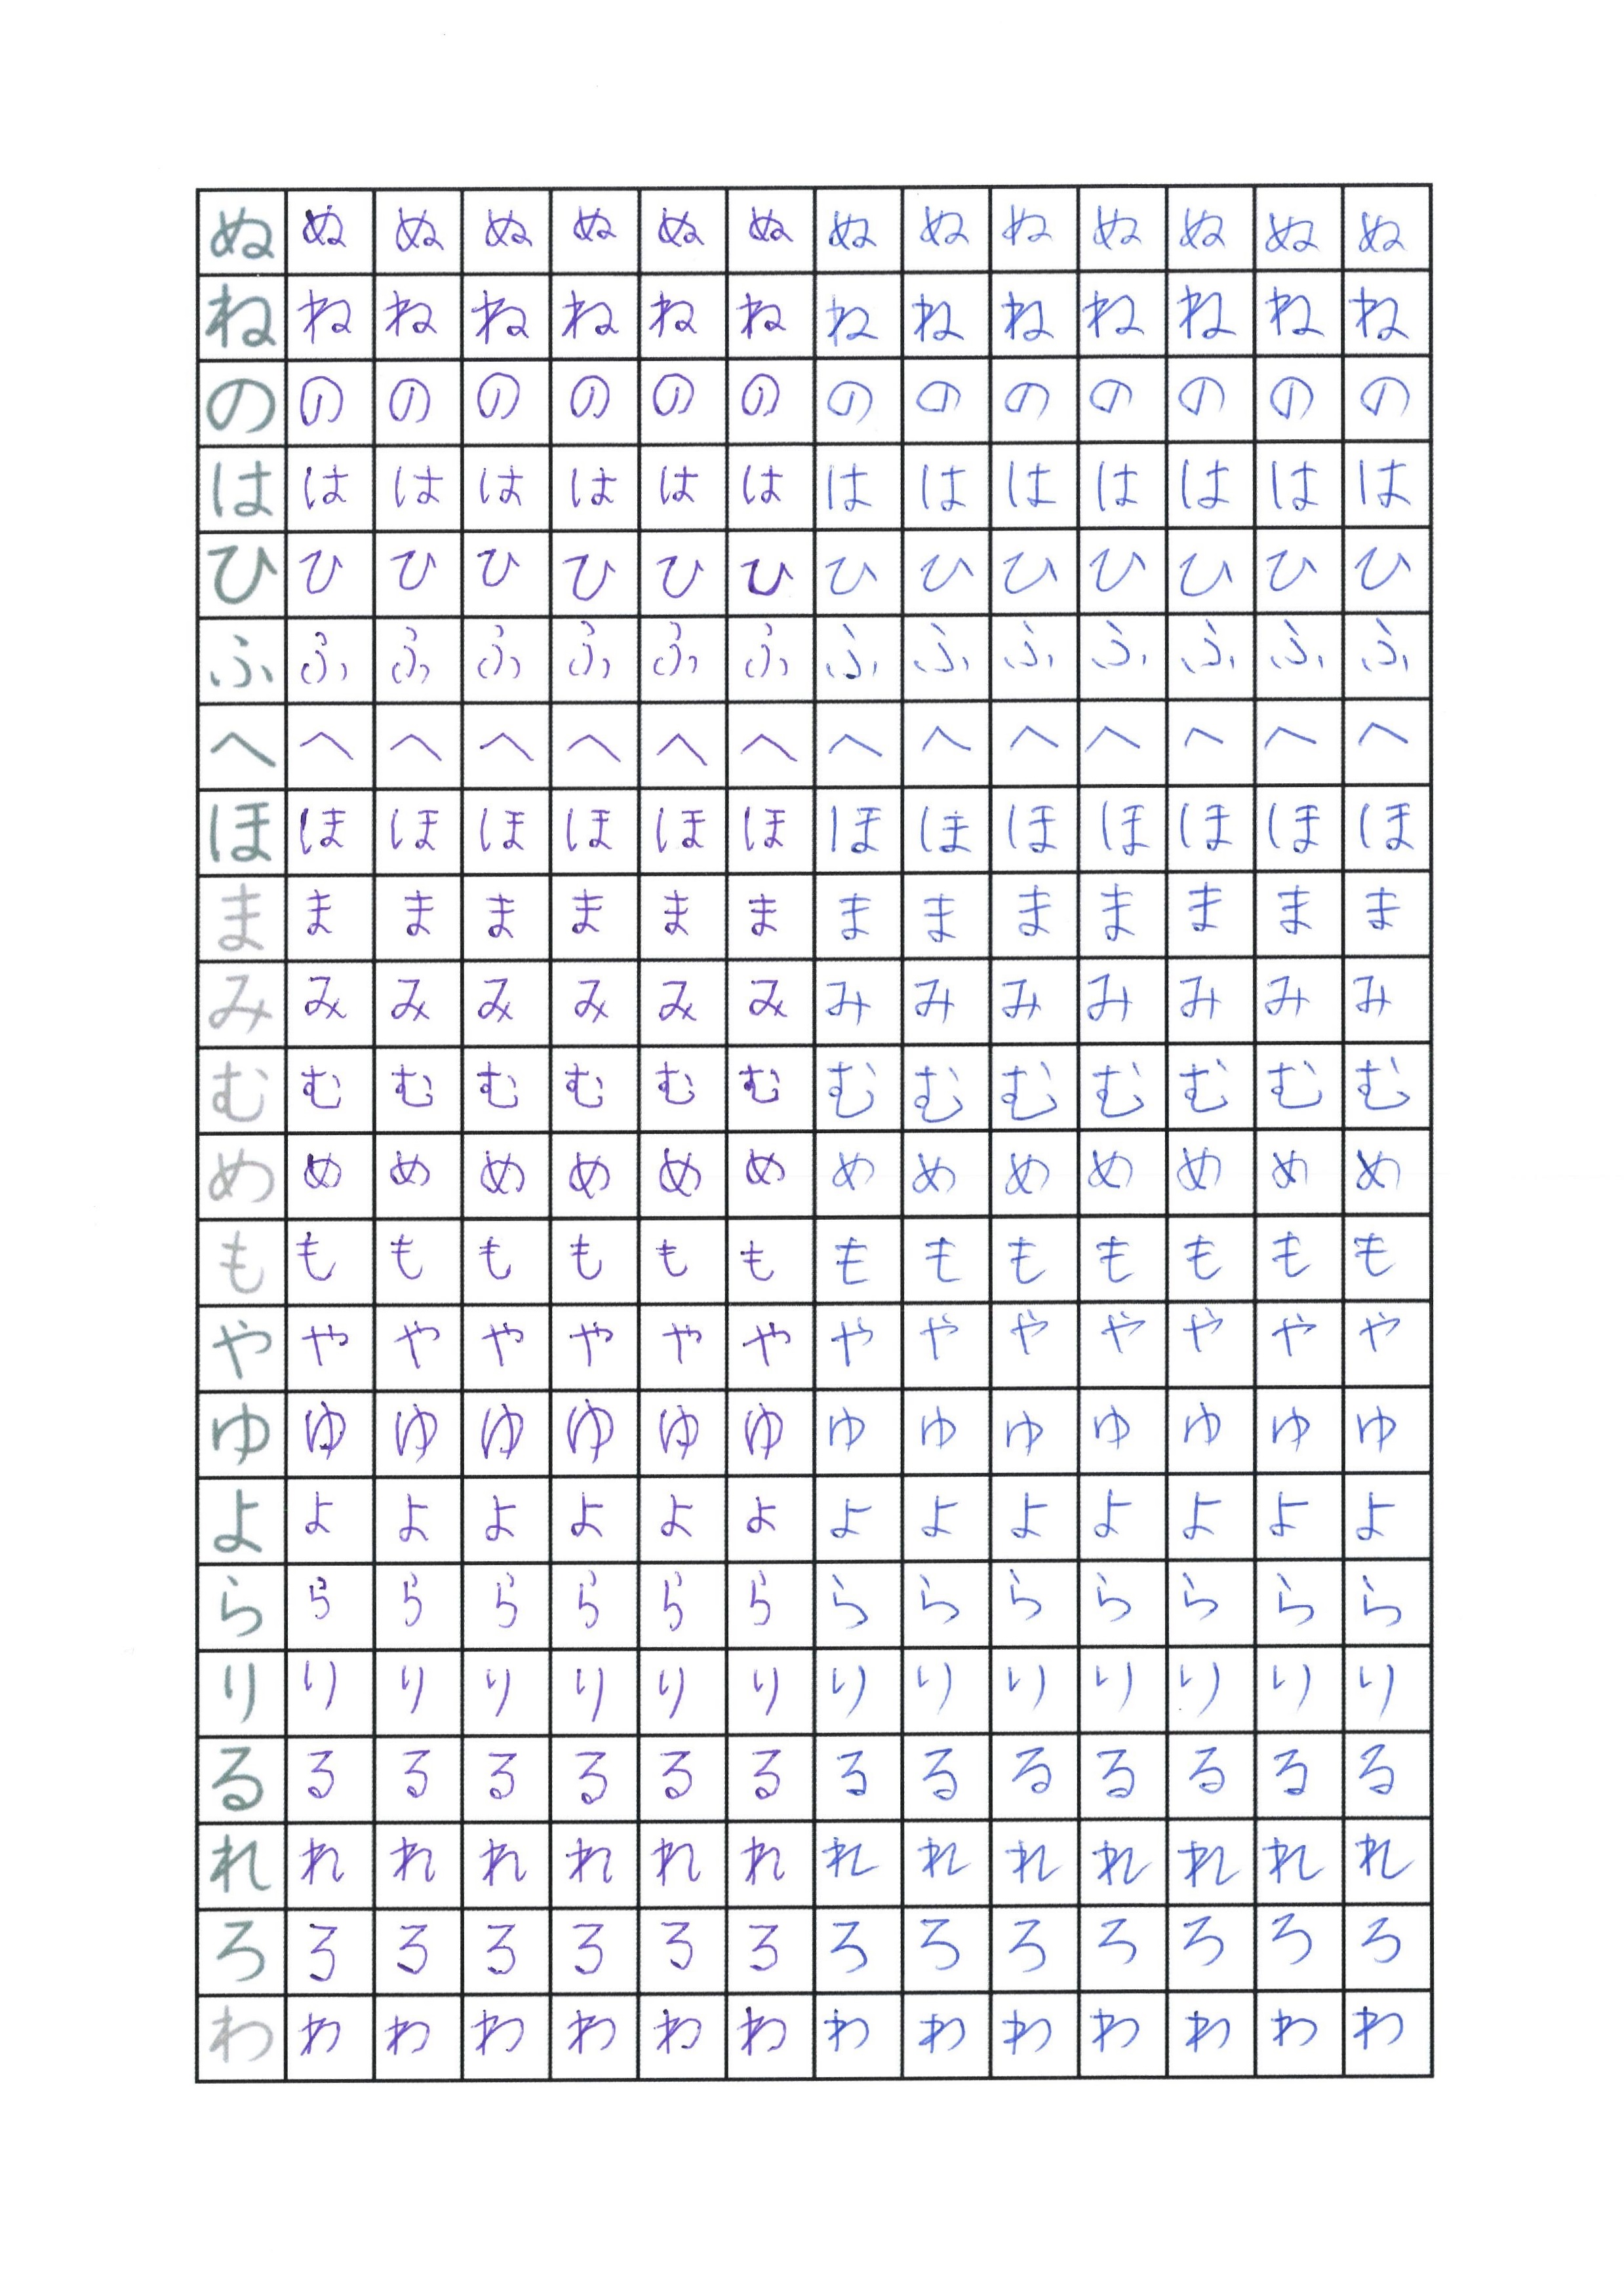 ぬ ぬ ぬ ぬ ぬ ぬ ぬ ぬ ぬ ぬ ぬ ぬ ぬ ぬ
ね ね ね ね ね ね ね ね ね ね ね ね ね ね
の の の の の の の の の の の の の の
は は は は は は は は は は は は は は
ひ ひ ひ ひ ひ ひ ひ ひ ひ ひ ひ ひ ひ ひ
ふ ふ ふ ふ ふ ふ ふ ふ ふ ふ ふ ふ ふ ふ
へ へ へ へ へ へ へ へ へ へ へ へ へ へ
ほ ほ ほ ほ ほ ほ ほ ほ ほ ほ ほ ほ ほ ほ
ま ま ま ま ま ま ま ま ま ま ま ま ま ま
み み み み み み み み み み み み み み
む む む む む む む む む む む む む む
め め め め め め め め め め め め め め
も も も も も も も も も も も も も も
や や や や や や や や や や や や や や
ゆ ゆ ゆ ゆ ゆ ゆ ゆ ゆ ゆ ゆ ゆ ゆ ゆ ゆ
よ よ よ よ よ よ よ よ よ よ よ よ よ よ
ら ら ら ら ら ら ら ら ら ら ら ら ら ら
り り り り り り り り り り り り り り
る る る る る る る る る る る る る る
れ れ れ れ れ れ れ れ れ れ れ れ れ れ
ろ ろ ろ ろ ろ ろ ろ ろ ろ ろ ろ ろ ろ ろ
わ わ わ わ わ わ わ わ わ わ わ わ わ わ